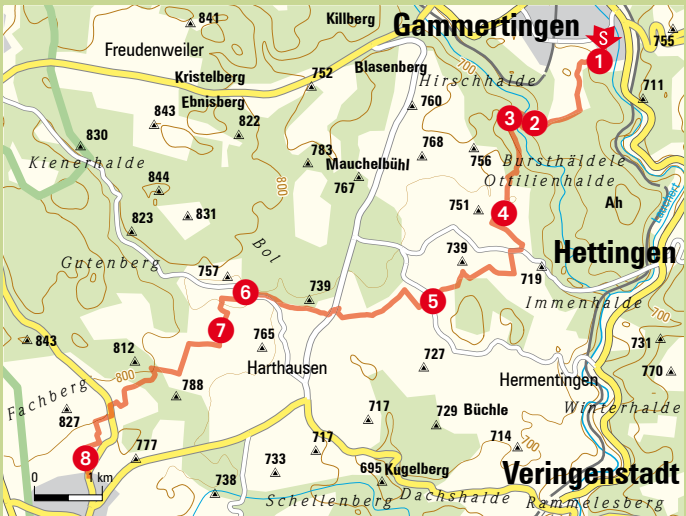 841
Killberg
Gammertingen
S
755
Freudenweiler
1
Kristelberg
752
Blasenberg
700
Hirschhalde
711
Ebnisberg
760
843
822
3
2
830
783
768
756
Bursthäldele
Kienerhalde
Mauchelbühl
767
800
Ottilienhalde
844
Ah
Lauchert
823
831
751
4
Bol
Hettingen
Gutenberg
757
739
719
6
739
5
Immenhalde
7
843
765
731
812
Harthausen
727
770
800
788
Hermentingen
Fachberg
827
717
729 Büchle
Winterhalde
8
777
717
714
700
733
695 Kugelberg
Veringenstadt
0 1 km
738
Schellenberg
Dachshalde
Rammelesberg